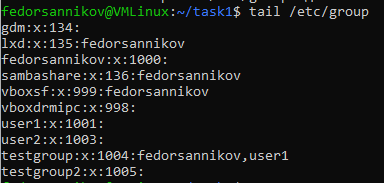 fedorsannikov@VMLinux:~/task1$ tail /etc/group
gdm:x:134:
lxd:x:135:fedorsannikov
fedorsannikov:x:1000:
sambashare:x:136:fedorsannikov
vboxsf:x:999:fedorsannikov
vboxdrmipc:x:998:
user1:x:1001:
user2:x:1003:
testgroup:x:1004:fedorsannikov,user1
testgroup2:x:1005: